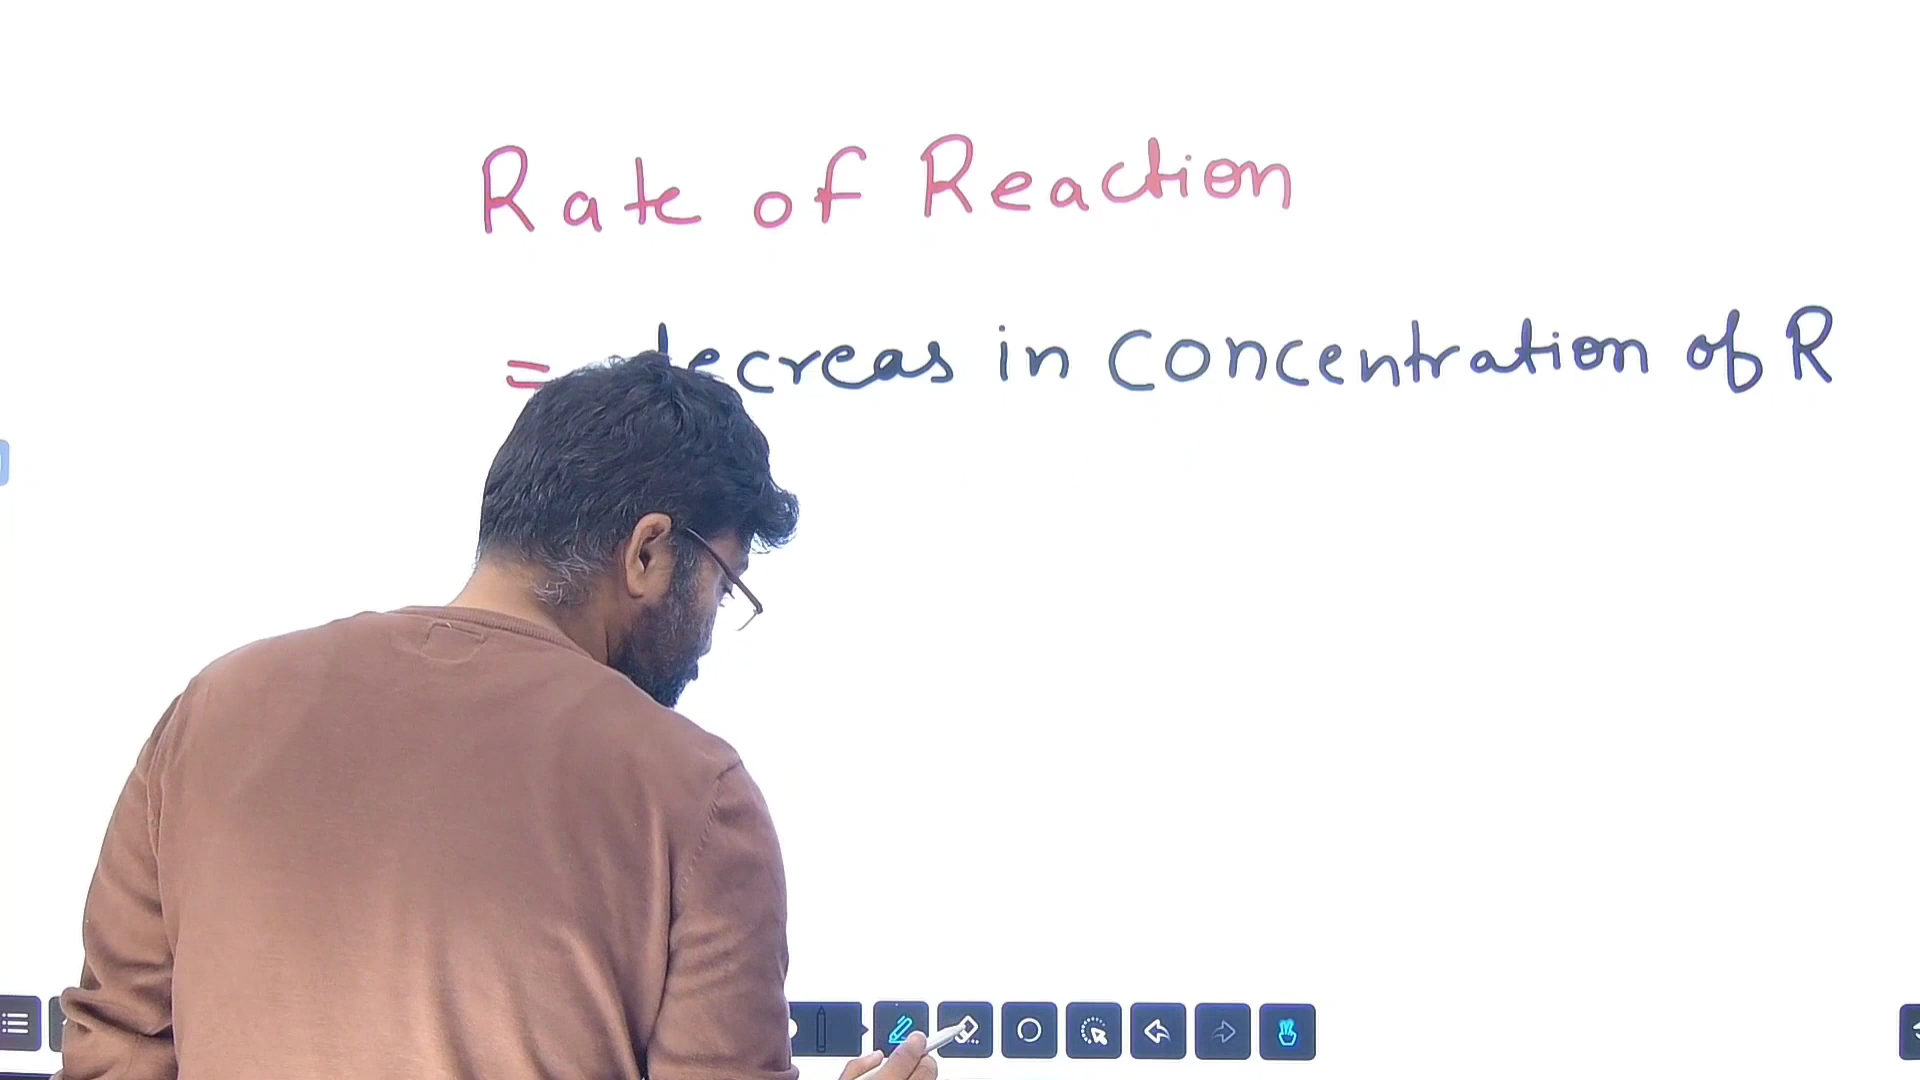 Rate of Reaction
= decreas in concentration of R